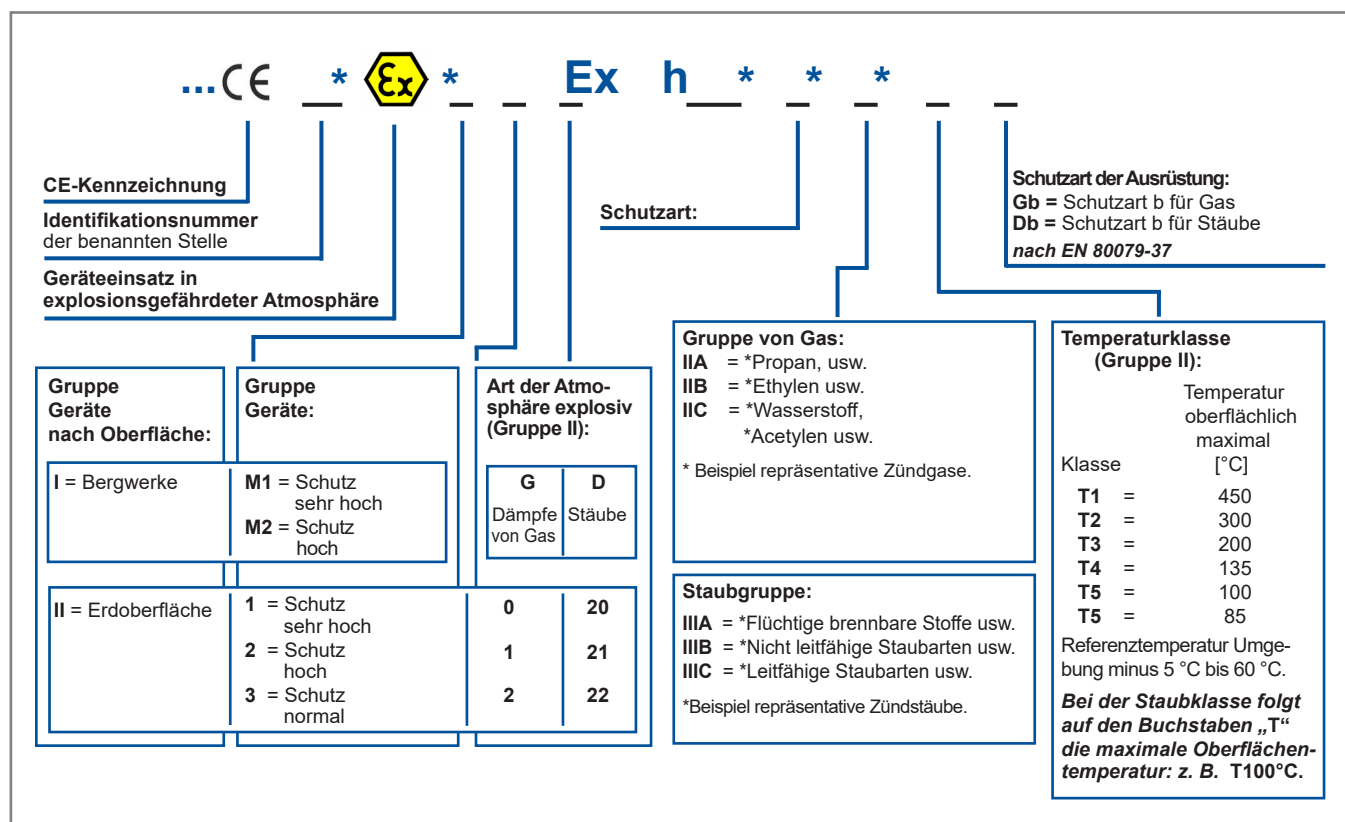 ...CE _* Ex * _ _ _ Ex h__ * * * _ _
CE-Kennzeichnung
Identifikationsnummer
der benannten Stelle
Geräteeinsatz in
explosionsgefährdeter Atmosphäre
Schutzart:
Schutzart der Ausrüstung:
Gb = Schutzart b für Gas
Db = Schutzart b für Stäube
nach EN 80079-37
Gruppe
Geräte
nach Oberfläche:
Gruppe
Geräte:
Art der Atmo-
sphäre explosiv
(Gruppe II):
I = Bergwerke
M1 = Schutz
sehr hoch
M2 = Schutz
hoch
G D
Dämpfe Stäube
von Gas
II = Erdoberfläche
1 = Schutz
sehr hoch
2 = Schutz
hoch
3 = Schutz
normal
0 20
1 21
2 22
Gruppe von Gas:
IIA = *Propan, usw.
IIB = *Ethylen usw.
IIC = *Wasserstoff,
*Acetylen usw.
* Beispiel repräsentative Zündgase.
Staubgruppe:
IIIA = *Flüchtige brennbare Stoffe usw.
IIIB = *Nicht leitfähige Staubarten usw.
IIIC = *Leitfähige Staubarten usw.
*Beispiel repräsentative Zündstäube.
Temperaturklasse
(Gruppe II):
Temperatur
oberflächlich
maximal
Klasse [°C]
T1 = 450
T2 = 300
T3 = 200
T4 = 135
T5 = 100
T5 = 85
Referenztemperatur Umge-
bung minus 5 °C bis 60 °C.
Bei der Staubklasse folgt
auf den Buchstaben „T“
die maximale Oberflächen-
temperatur: z. B. T100°C.